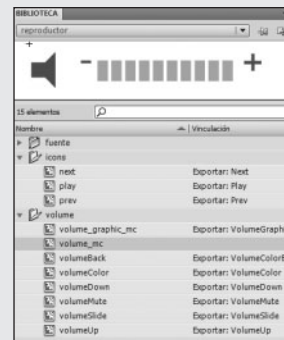 BIBLIOTECA
reproductor
15 elementos
Nombre Vinculación
fuente
icons
next Exportar: Next
play Exportar: Play
prev Exportar: Prev
volume
volume_graphic_mc Exportar: VolumeGraph
volume_mc
volumeBack Exportar: VolumeColorB
volumeColor Exportar: VolumeColor
volumeDown Exportar: VolumeDown
volumeMute Exportar: VolumeMute
volumeSlide Exportar: VolumeSlide
volumeUp Exportar: VolumeUp